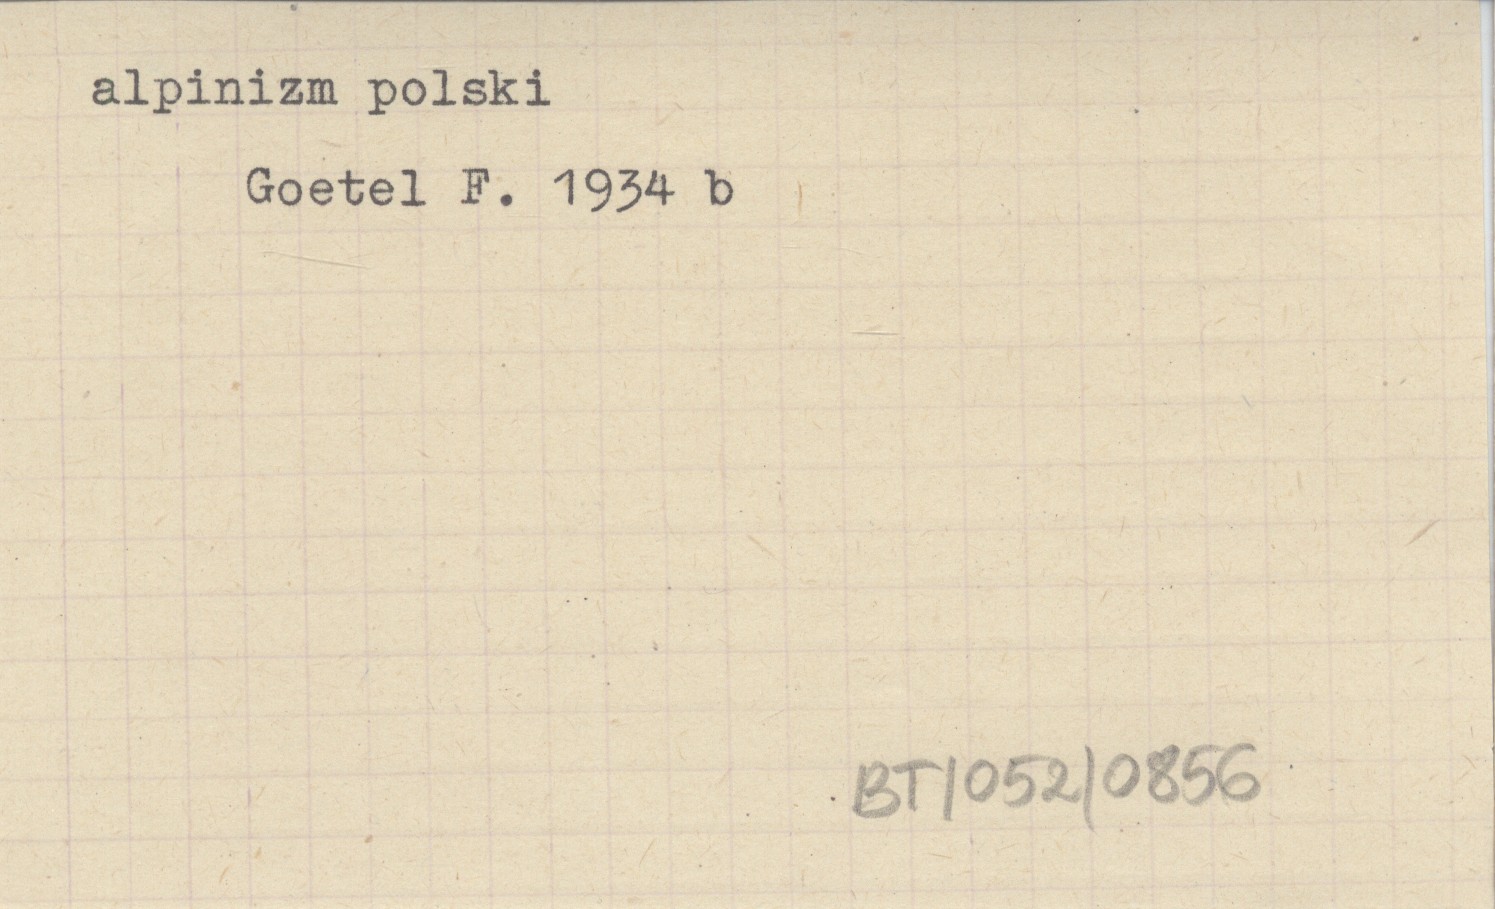 alpinizm polski
Goetel F. 1934 b
BT/052/0856